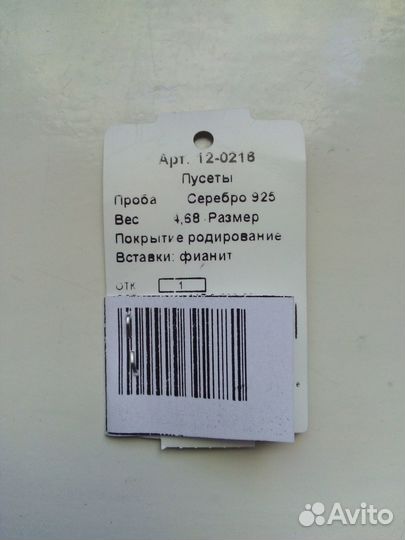 Арт. 12-0216
Пусеты
Проба Серебро 925
Вес 4,68 Размер
Покрытие родирование
Вставки: фианит
ОТК 1
Avito